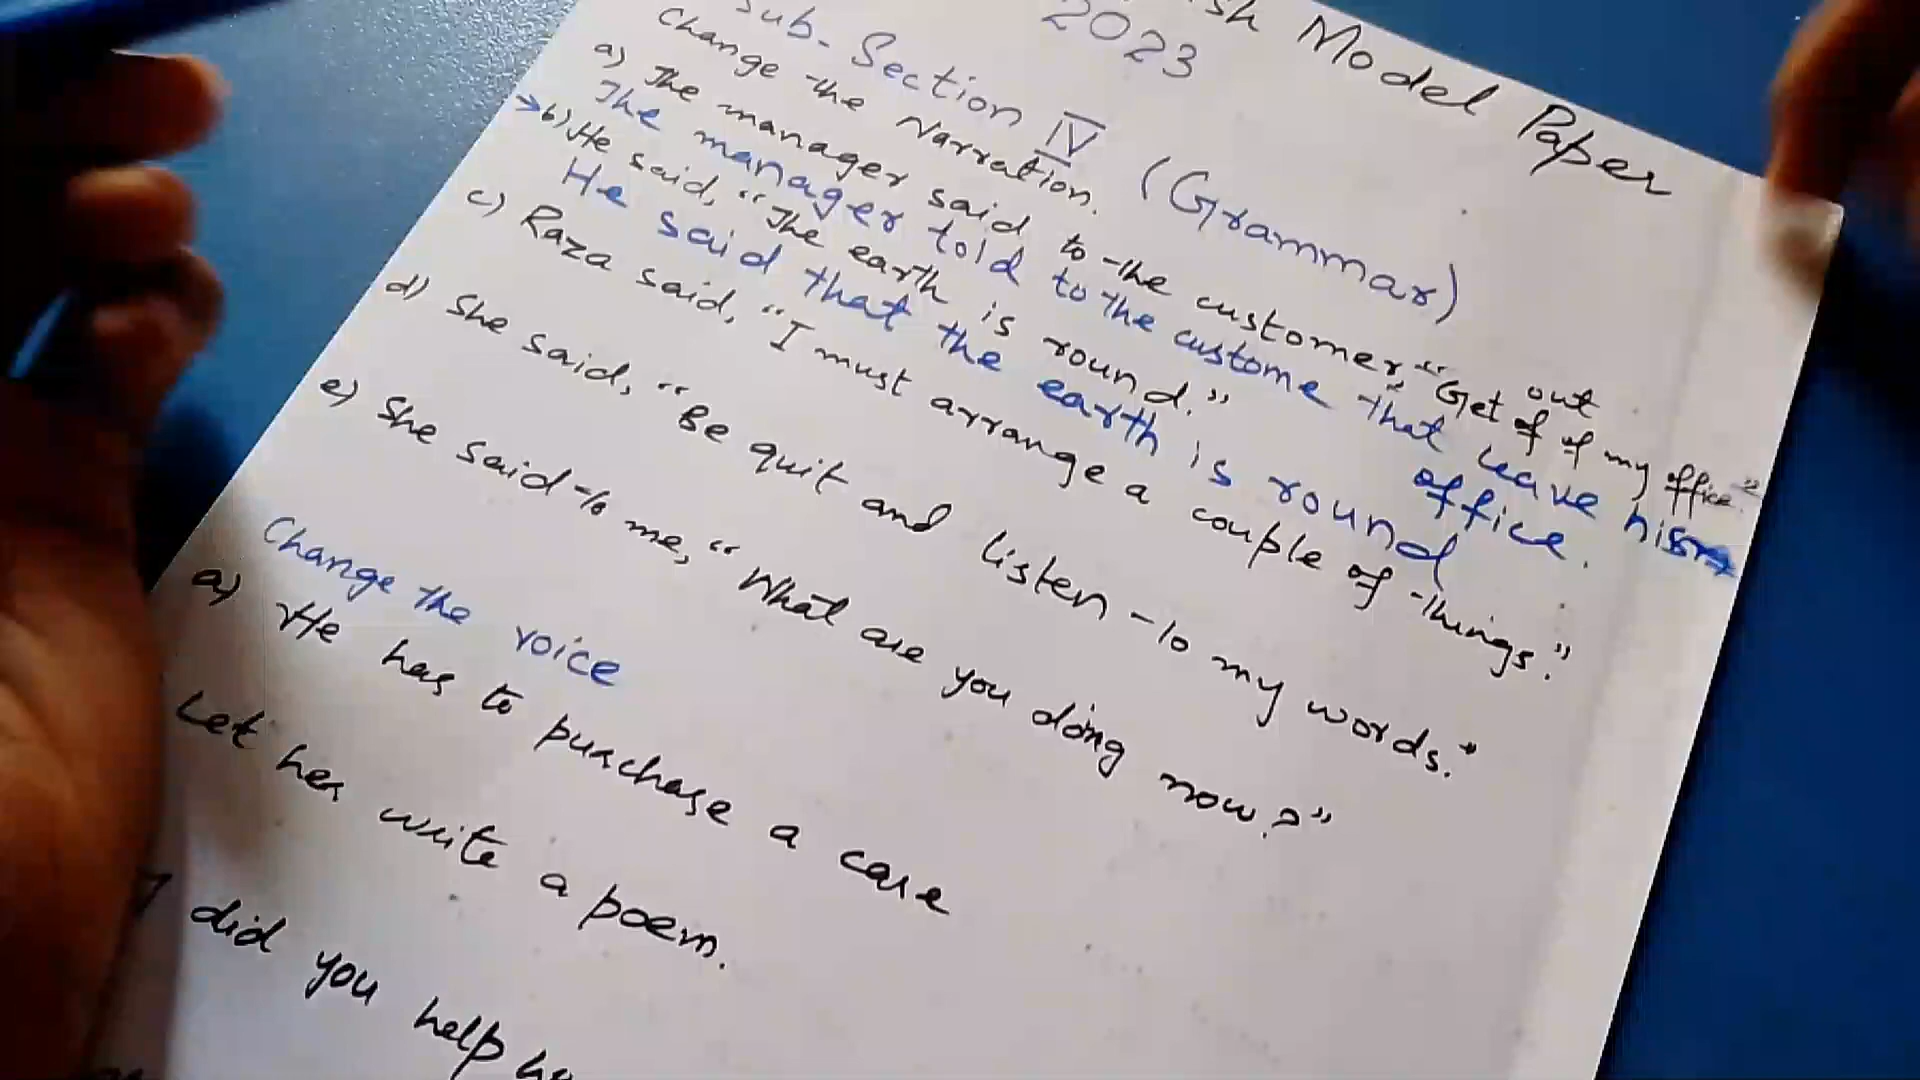 sh Model Paper
2023
Sub-Section IV (Grammar)
Change the Narration.
a) The manager said to the customer, "Get out of of my office."
The manager told to the custome that leave his
office.
b) He said, "The earth is round."
He said that the earth is round
c) Raza said, "I must arrange a couple of things."
d) She said, "Be quit and listen to my words."
e) She said to me, "What are you doing now?"
Change the voice
a) He has to purchase a care
Let her write a poem.
did you help